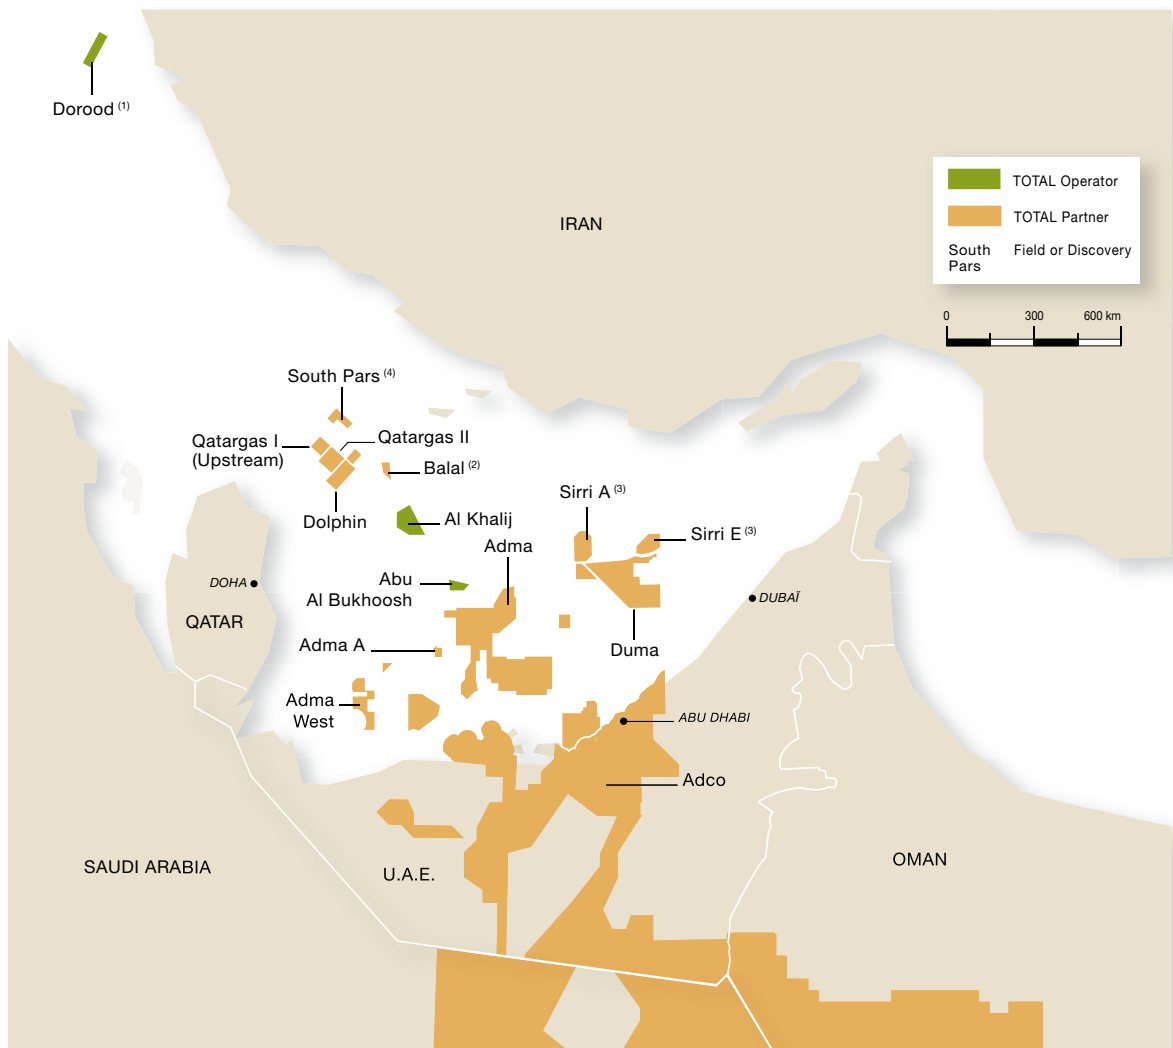 Dorood (1)
TOTAL Operator
TOTAL Partner
South
Pars
Field or Discovery
0 300 600 km
IRAN
South Pars (4)
Qatargas I
(Upstream)
Qatargas II
Balal (2)
Dolphin
Al Khalij
Sirri A (3)
Sirri E (3)
Adma
Abu
Al Bukhoosh
DOHA
QATAR
DUBAÏ
Adma A
Duma
Adma
West
ABU DHABI
Adco
SAUDI ARABIA
U.A.E.
OMAN